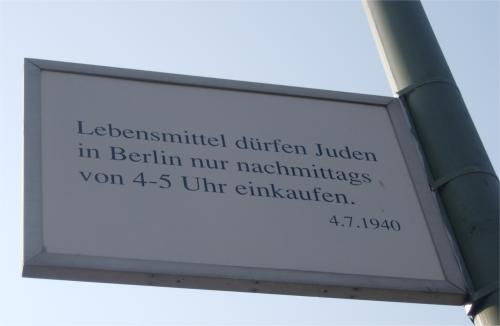 Lebensmittel dürfen Juden
in Berlin nur nachmittags
von 4-5 Uhr einkaufen.
4.7.1940